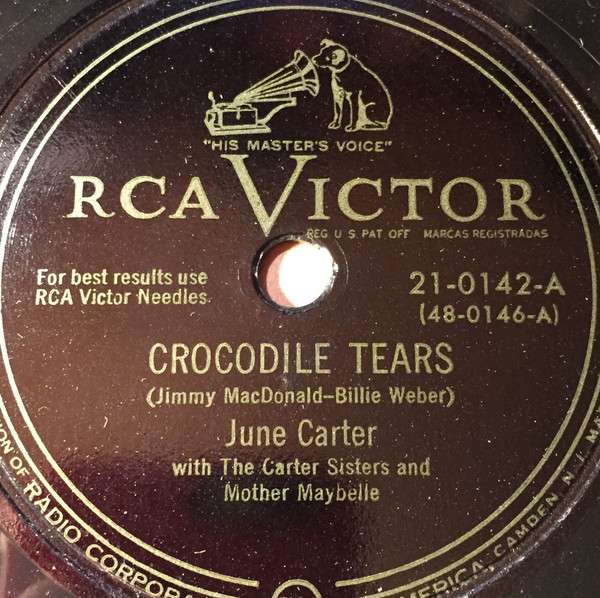 "HIS MASTER'S VOICE"
RCA VICTOR
REG U S PAT OFF MARCAS REGISTRADAS
For best results use
RCA Victor Needles
21-0142-A
(48-0146-A)
CROCODILE TEARS
(Jimmy MacDonald-Billie Weber)
June Carter
with The Carter Sisters and
Mother Maybelle
OF RADIO CORPORA
MERICA, CAMDEN, N.J.